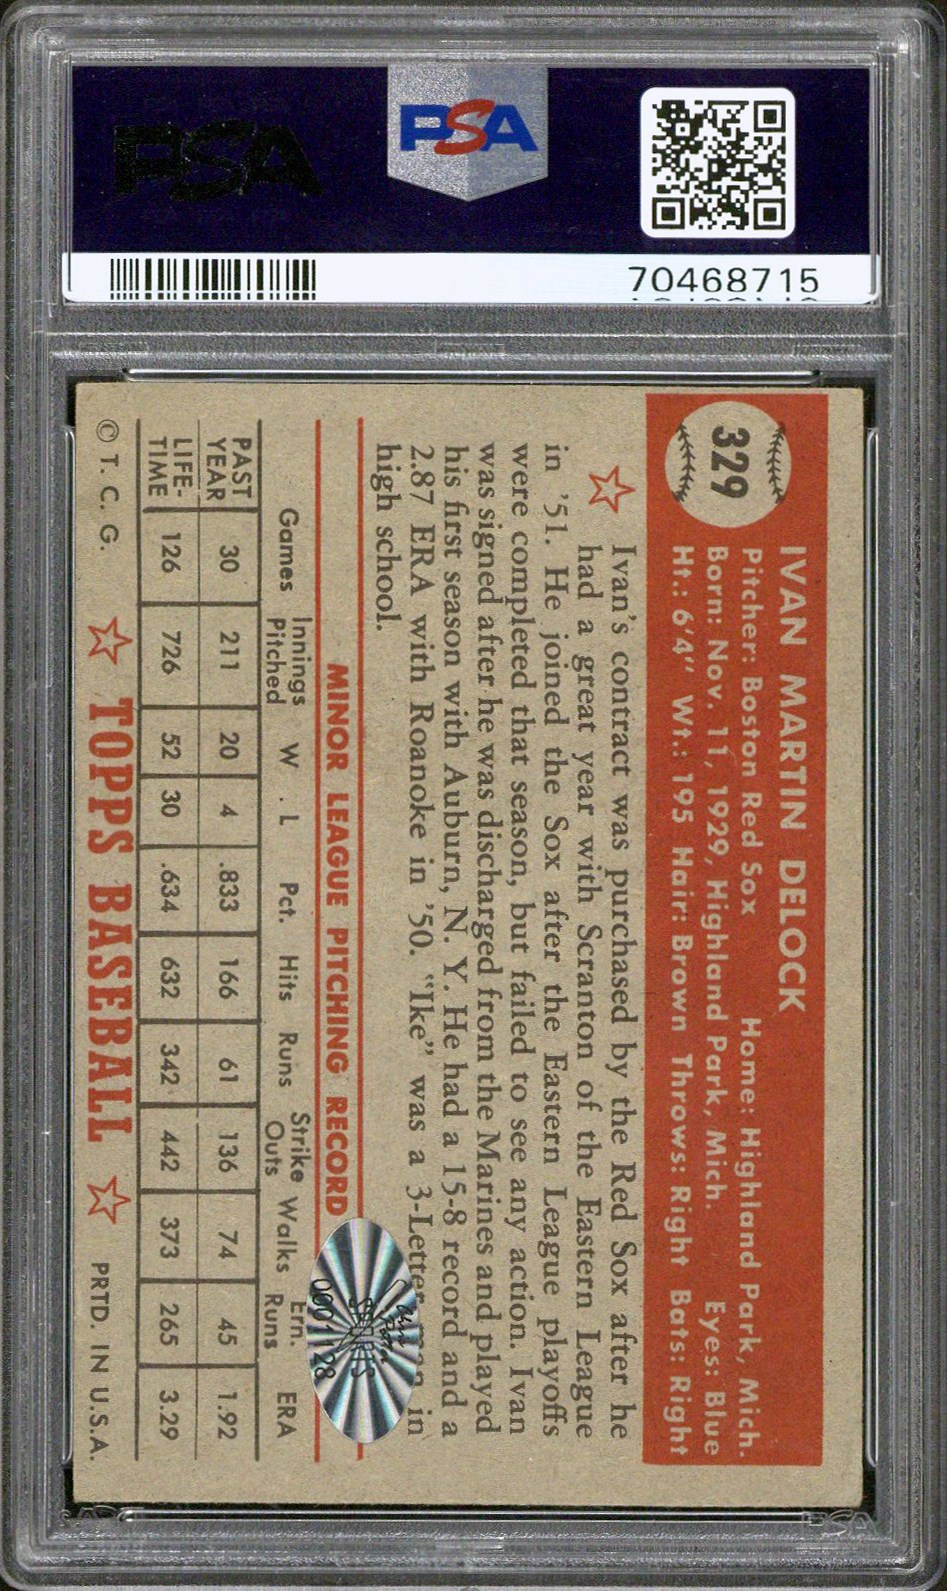 PSA
PSA
70468715
329
IVAN MARTIN DELOCK
Pitcher: Boston Red Sox Home: Highland Park, Mich.
Born: Nov. 11, 1929, Highland Park, Mich. Eyes: Blue
Ht.: 6'4" Wt.: 195 Hair: Brown Throws: Right Bats: Right
Ivan's contract was purchased by the Red Sox after he
had a great year with Scranton of the Eastern League
in '51. He joined the Sox after the Eastern League playoffs
were completed that season, but failed to see any action. Ivan
was signed after he was discharged from the Marines and played
his first season with Auburn, N. Y. He had a 15-8 record and a
2.87 ERA with Roanoke in '50. "Ike" was a 3-Letter man in
high school.
MINOR LEAGUE PITCHING RECORD
Games Innings Pitched W . L Pct. Hits Runs Strike Outs Walks Ern. Runs ERA
PAST YEAR 30 211 20 4 .833 166 61 136 74 45 1.92
LIFE-TIME 126 726 52 30 .634 632 342 442 373 265 3.29
© T. C. G. TOPPS BASEBALL PRTD. IN U.S.A.
SPORTS
0001128